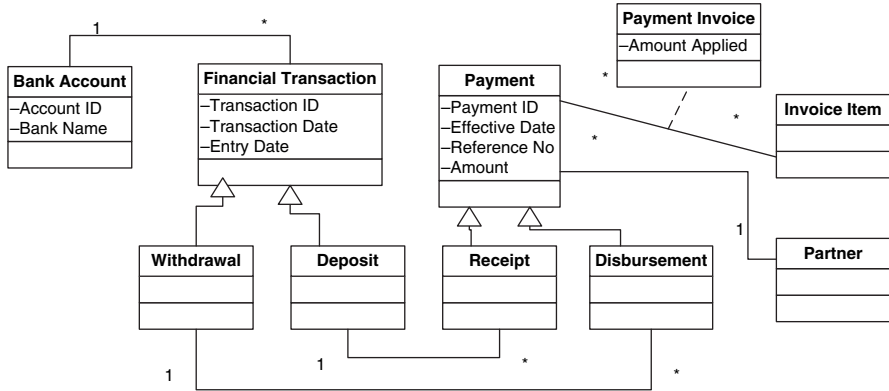 Payment Invoice
–Amount Applied
1
*
Bank Account
–Account ID
–Bank Name
Financial Transaction
–Transaction ID
–Transaction Date
–Entry Date
Payment
–Payment ID
–Effective Date
–Reference No
–Amount
*
*
*
Invoice Item
1
Withdrawal
Deposit
Receipt
Disbursement
Partner
1
1
*
*